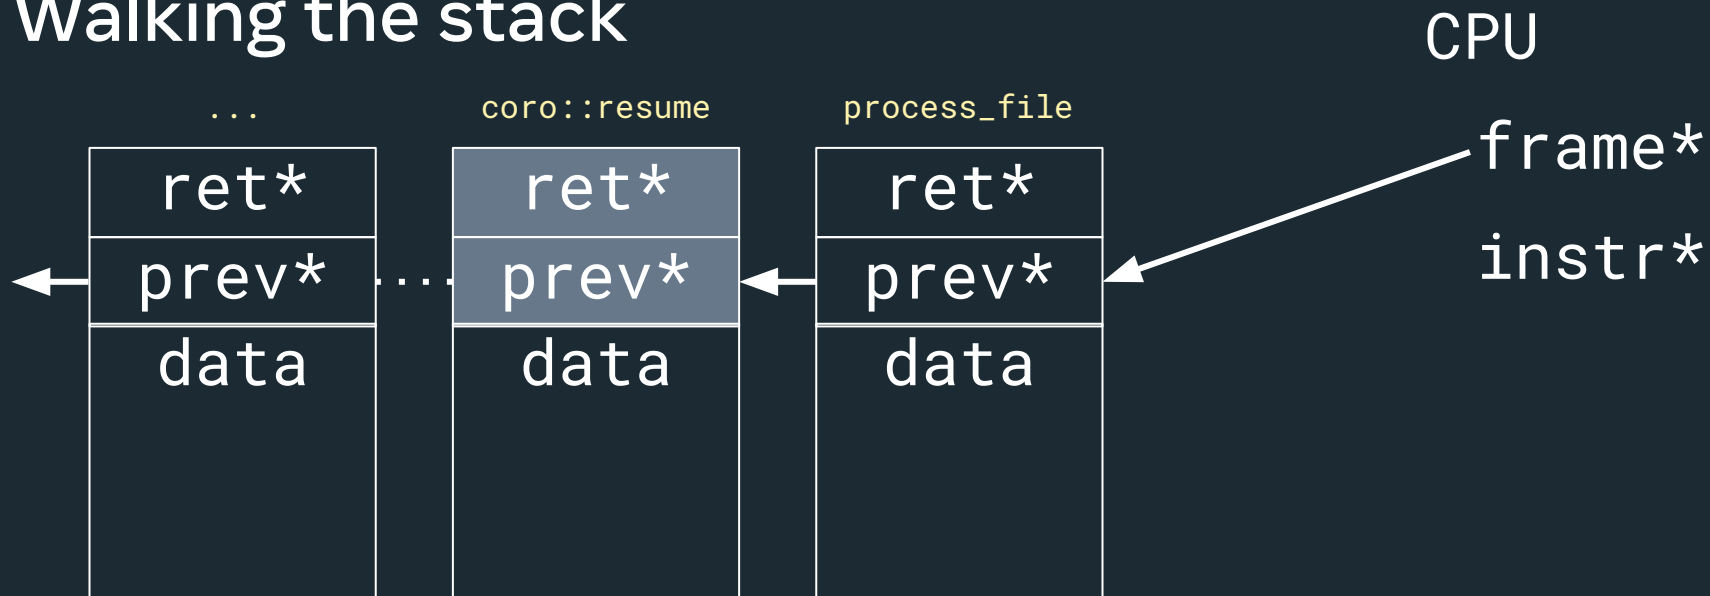 Walking the stack
CPU
... coro::resume process_file
frame*
ret* ret* ret*
instr*
prev* prev* prev*
data data data